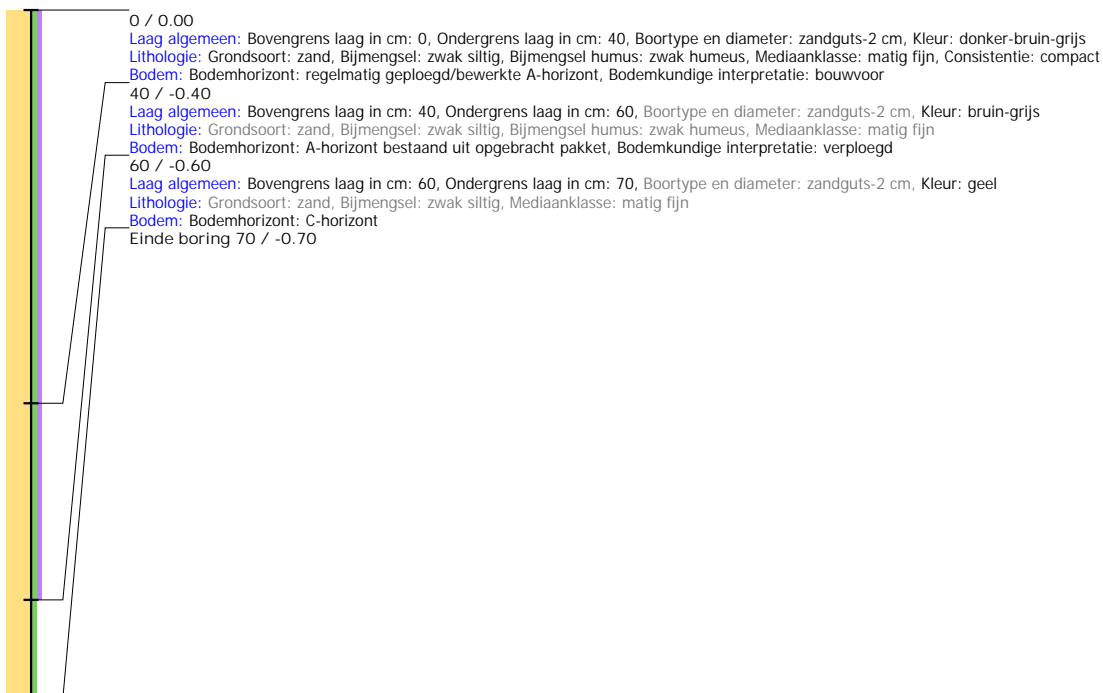 0 / 0.00
Laag algemeen: Bovengrens laag in cm: 0, Ondergrens laag in cm: 40, Boortype en diameter: zandguts-2 cm, Kleur: donker-bruin-grijs
Lithologie: Grondsoort: zand, Bijmengsel: zwak siltig, Bijmengsel humus: zwak humeus, Mediaanklasse: matig fijn, Consistentie: compact
Bodem: Bodemhorizont: regelmatig geploegd/bewerkte A-horizont, Bodemkundige interpretatie: bouwvoor
40 / -0.40
Laag algemeen: Bovengrens laag in cm: 40, Ondergrens laag in cm: 60, Boortype en diameter: zandguts-2 cm, Kleur: bruin-grijs
Lithologie: Grondsoort: zand, Bijmengsel: zwak siltig, Bijmengsel humus: zwak humeus, Mediaanklasse: matig fijn
Bodem: Bodemhorizont: A-horizont bestaand uit opgebracht pakket, Bodemkundige interpretatie: verploegd
60 / -0.60
Laag algemeen: Bovengrens laag in cm: 60, Ondergrens laag in cm: 70, Boortype en diameter: zandguts-2 cm, Kleur: geel
Lithologie: Grondsoort: zand, Bijmengsel: zwak siltig, Mediaanklasse: matig fijn
Bodem: Bodemhorizont: C-horizont
Einde boring 70 / -0.70